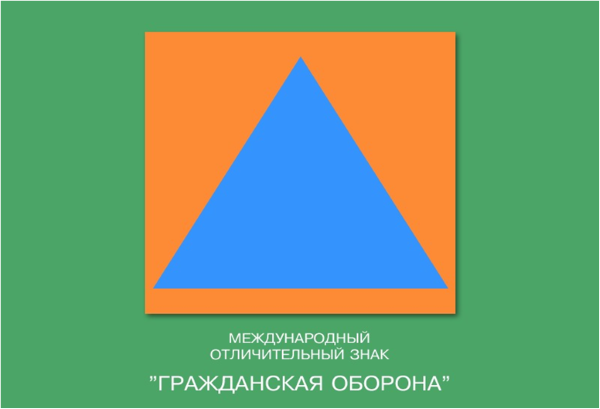 МЕЖДУНАРОДНЫЙ
ОТЛИЧИТЕЛЬНЫЙ ЗНАК
”ГРАЖДАНСКАЯ ОБОРОНА”